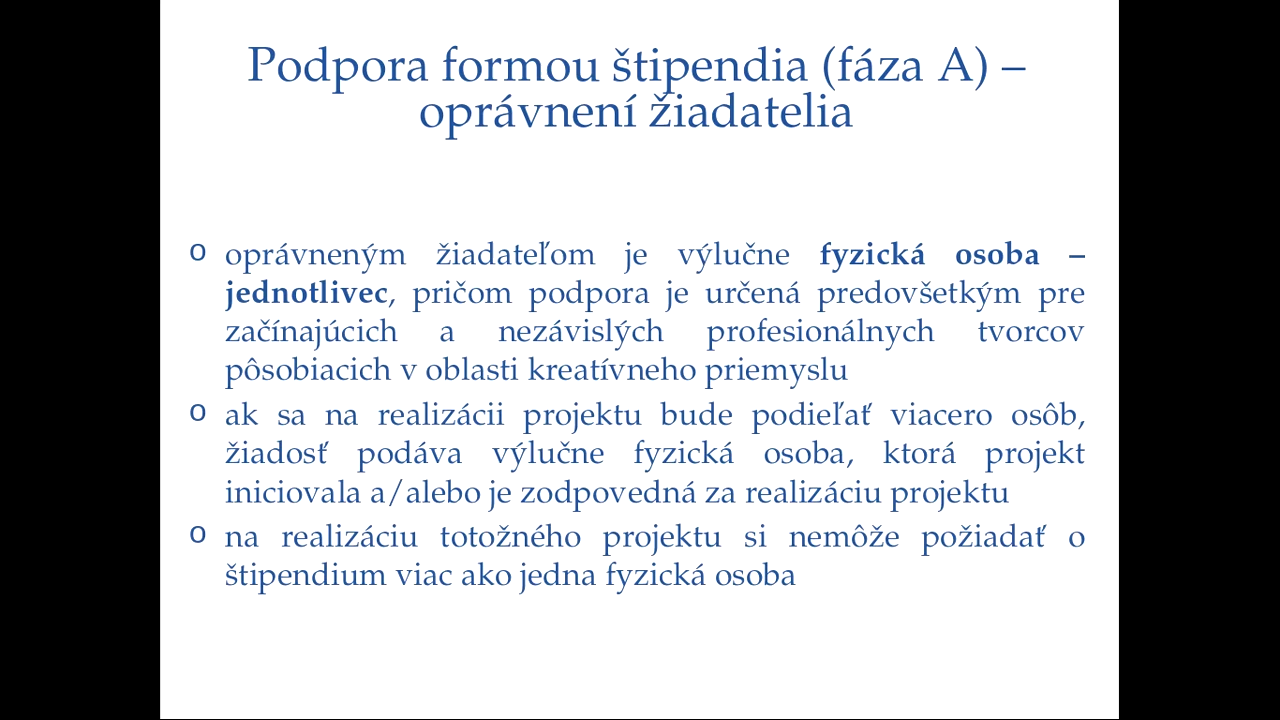 Podpora formou štipendia (fáza A) –
oprávnení žiadatelia
o oprávneným žiadateľom je výlučne fyzická osoba –
jednotlivec, pričom podpora je určená predovšetkým pre
začínajúcich a nezávislých profesionálnych tvorcov
pôsobiacich v oblasti kreatívneho priemyslu
o ak sa na realizácii projektu bude podieľať viacero osôb,
žiadosť podáva výlučne fyzická osoba, ktorá projekt
iniciovala a/alebo je zodpovedná za realizáciu projektu
o na realizáciu totožného projektu si nemôže požiadať o
štipendium viac ako jedna fyzická osoba